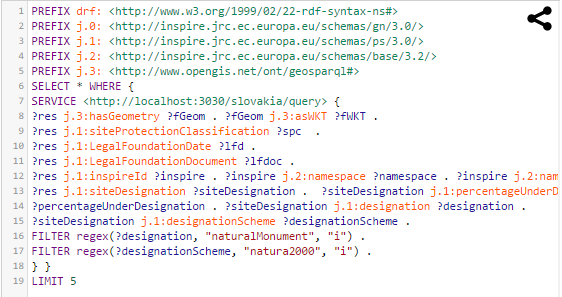 1 PREFIX drf: <http://www.w3.org/1999/02/22-rdf-syntax-ns#>
2 PREFIX j.0: <http://inspire.jrc.ec.europa.eu/schemas/gn/3.0/>
3 PREFIX j.1: <http://inspire.jrc.ec.europa.eu/schemas/ps/3.0/>
4 PREFIX j.2: <http://inspire.jrc.ec.europa.eu/schemas/base/3.2/>
5 PREFIX j.3: <http://www.opengis.net/ont/geosparql#>
6 SELECT * WHERE {
7 SERVICE <http://localhost:3030/slovakia/query> {
8 ?res j.3:hasGeometry ?fGeom . ?fGeom j.3:asWKT ?fWKT .
9 ?res j.1:siteProtectionClassification ?spc .
10 ?res j.1:LegalFoundationDate ?lfd .
11 ?res j.1:LegalFoundationDocument ?lfdoc .
12 ?res j.1:inspireId ?inspire . ?inspire j.2:namespace ?namespace . ?inspire j.2:nam
13 ?res j.1:siteDesignation ?siteDesignation . ?siteDesignation j.1:percentageUnderD
14 ?percentageUnderDesignation . ?siteDesignation j.1:designation ?designation .
15 ?siteDesignation j.1:designationScheme ?designationScheme .
16 FILTER regex(?designation, "naturalMonument", "i") .
17 FILTER regex(?designationScheme, "natura2000", "i") .
18 } }
19 LIMIT 5